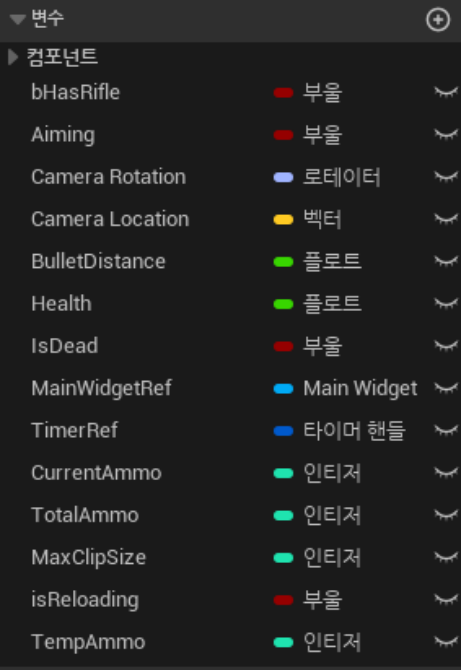 변수
컴포넌트
bHasRifle 부울
Aiming 부울
Camera Rotation 로테이터
Camera Location 벡터
BulletDistance 플로트
Health 플로트
IsDead 부울
MainWidgetRef Main Widget
TimerRef 타이머 핸들
CurrentAmmo 인티저
TotalAmmo 인티저
MaxClipSize 인티저
isReloading 부울
TempAmmo 인티저